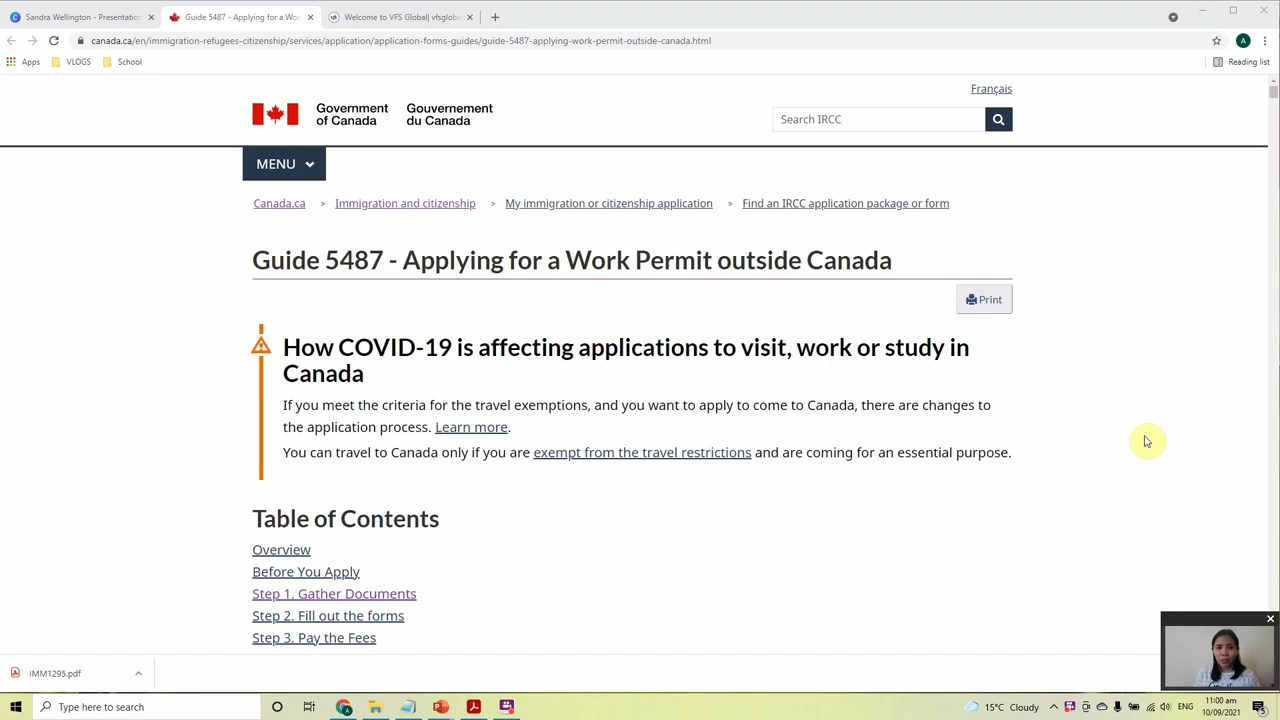 Sandra Wellington - Presentation
Guide 5487 - Applying for a Wor
Welcome to VFS Global| vfsgloba
canada.ca/en/immigration-refugees-citizenship/services/application/application-forms-guides/guide-5487-applying-work-permit-outside-canada.html
A
Apps
VLOGS
School
Reading list
Français
Government of Canada
Gouvernement du Canada
Search IRCC
MENU
Canada.ca > Immigration and citizenship > My immigration or citizenship application > Find an IRCC application package or form
Guide 5487 - Applying for a Work Permit outside Canada
Print
How COVID-19 is affecting applications to visit, work or study in
Canada
If you meet the criteria for the travel exemptions, and you want to apply to come to Canada, there are changes to
the application process. Learn more.
You can travel to Canada only if you are exempt from the travel restrictions and are coming for an essential purpose.
Table of Contents
Overview
Before You Apply
Step 1. Gather Documents
Step 2. Fill out the forms
Step 3. Pay the Fees
IMM1295.pdf
Type here to search
15°C Cloudy
ENG
11:00 am
10/09/2021
5